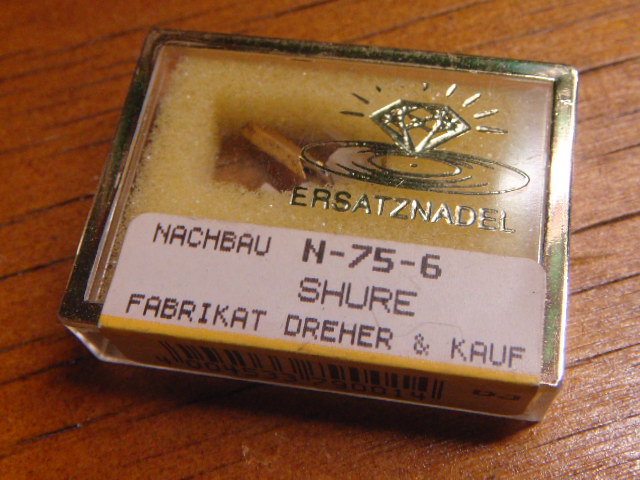 ERSATZNADEL
NACHBAU N-75-6
SHURE
FABRIKAT DREHER & KAUF